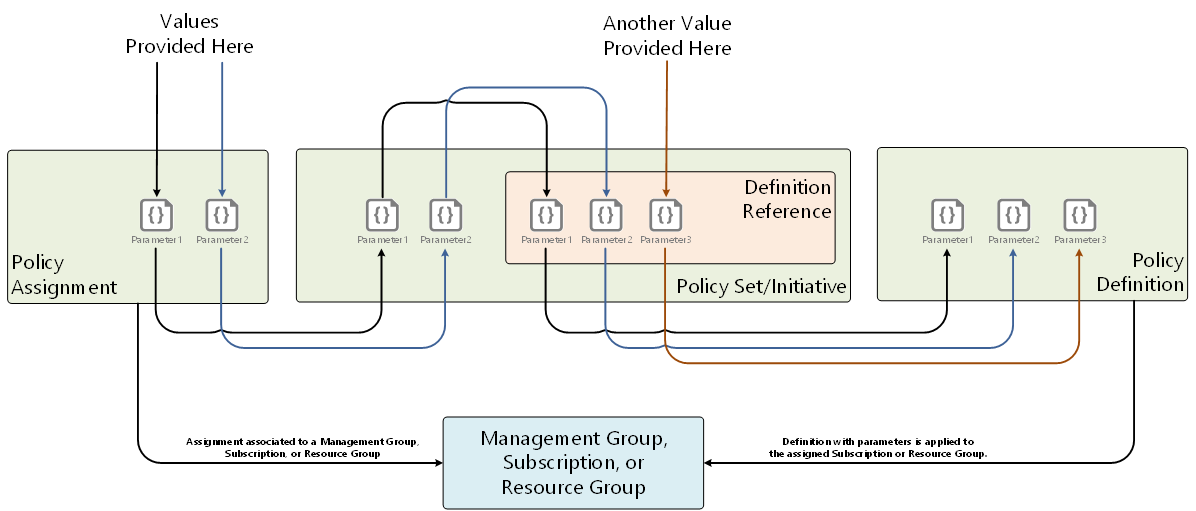 Values
Provided Here
Another Value
Provided Here
Parameter1
Parameter2
Policy
Assignment
Parameter1
Parameter2
Definition
Reference
Parameter1
Parameter2
Parameter3
Policy Set/Initiative
Parameter1
Parameter2
Parameter3
Policy
Definition
Assignment associated to a Management Group,
Subscription, or Resource Group
Management Group,
Subscription, or
Resource Group
Definition with parameters is applied to
the assigned Subscription or Resource Group.